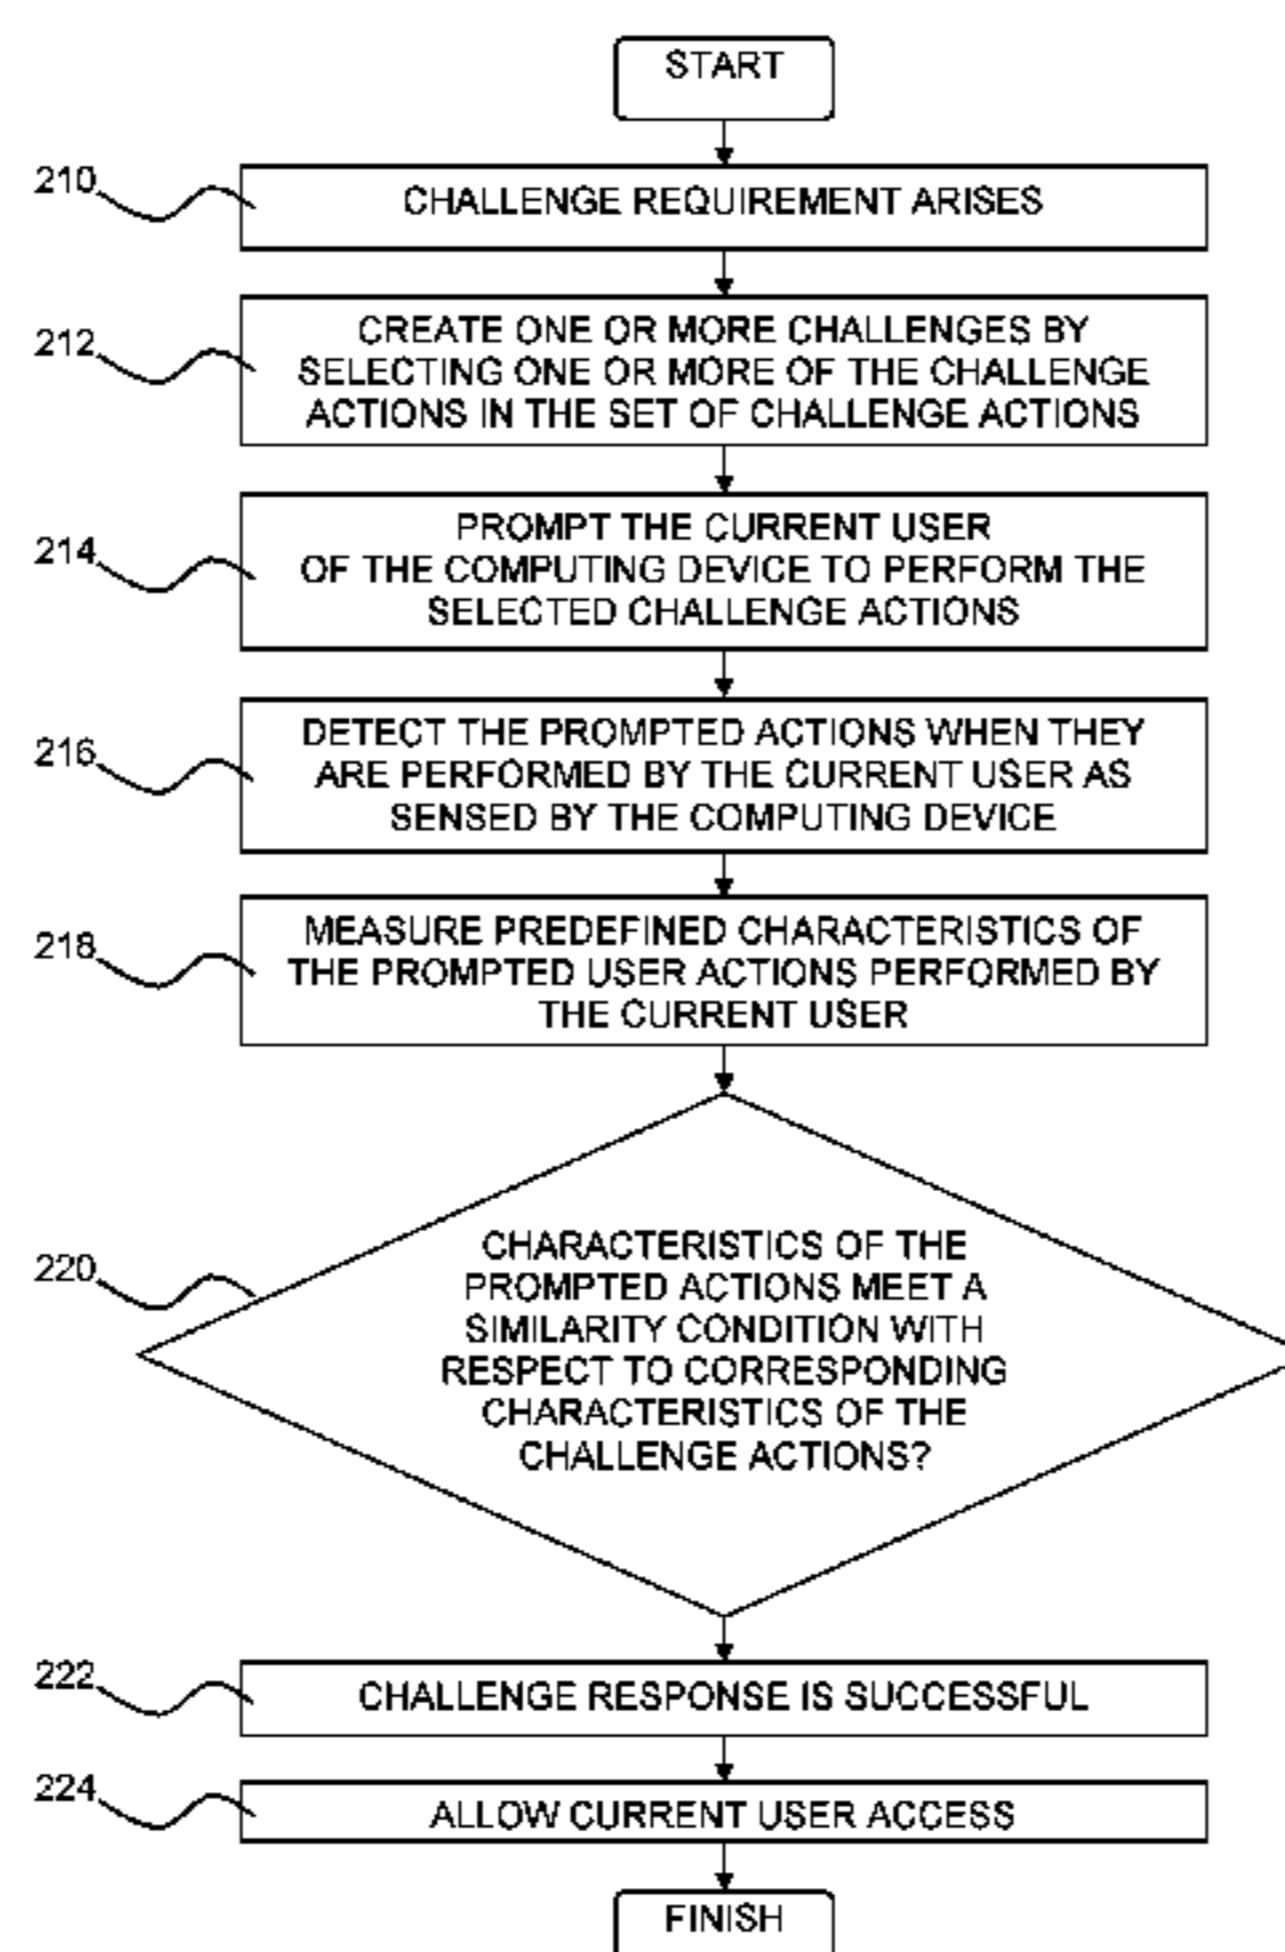 START
210
CHALLENGE REQUIREMENT ARISES
212
CREATE ONE OR MORE CHALLENGES BY
SELECTING ONE OR MORE OF THE CHALLENGE
ACTIONS IN THE SET OF CHALLENGE ACTIONS
214
PROMPT THE CURRENT USER
OF THE COMPUTING DEVICE TO PERFORM THE
SELECTED CHALLENGE ACTIONS
216
DETECT THE PROMPTED ACTIONS WHEN THEY
ARE PERFORMED BY THE CURRENT USER AS
SENSED BY THE COMPUTING DEVICE
218
MEASURE PREDEFINED CHARACTERISTICS OF
THE PROMPTED USER ACTIONS PERFORMED BY
THE CURRENT USER
220
CHARACTERISTICS OF THE
PROMPTED ACTIONS MEET A
SIMILARITY CONDITION WITH
RESPECT TO CORRESPONDING
CHARACTERISTICS OF THE
CHALLENGE ACTIONS?
222
CHALLENGE RESPONSE IS SUCCESSFUL
224
ALLOW CURRENT USER ACCESS
FINISH